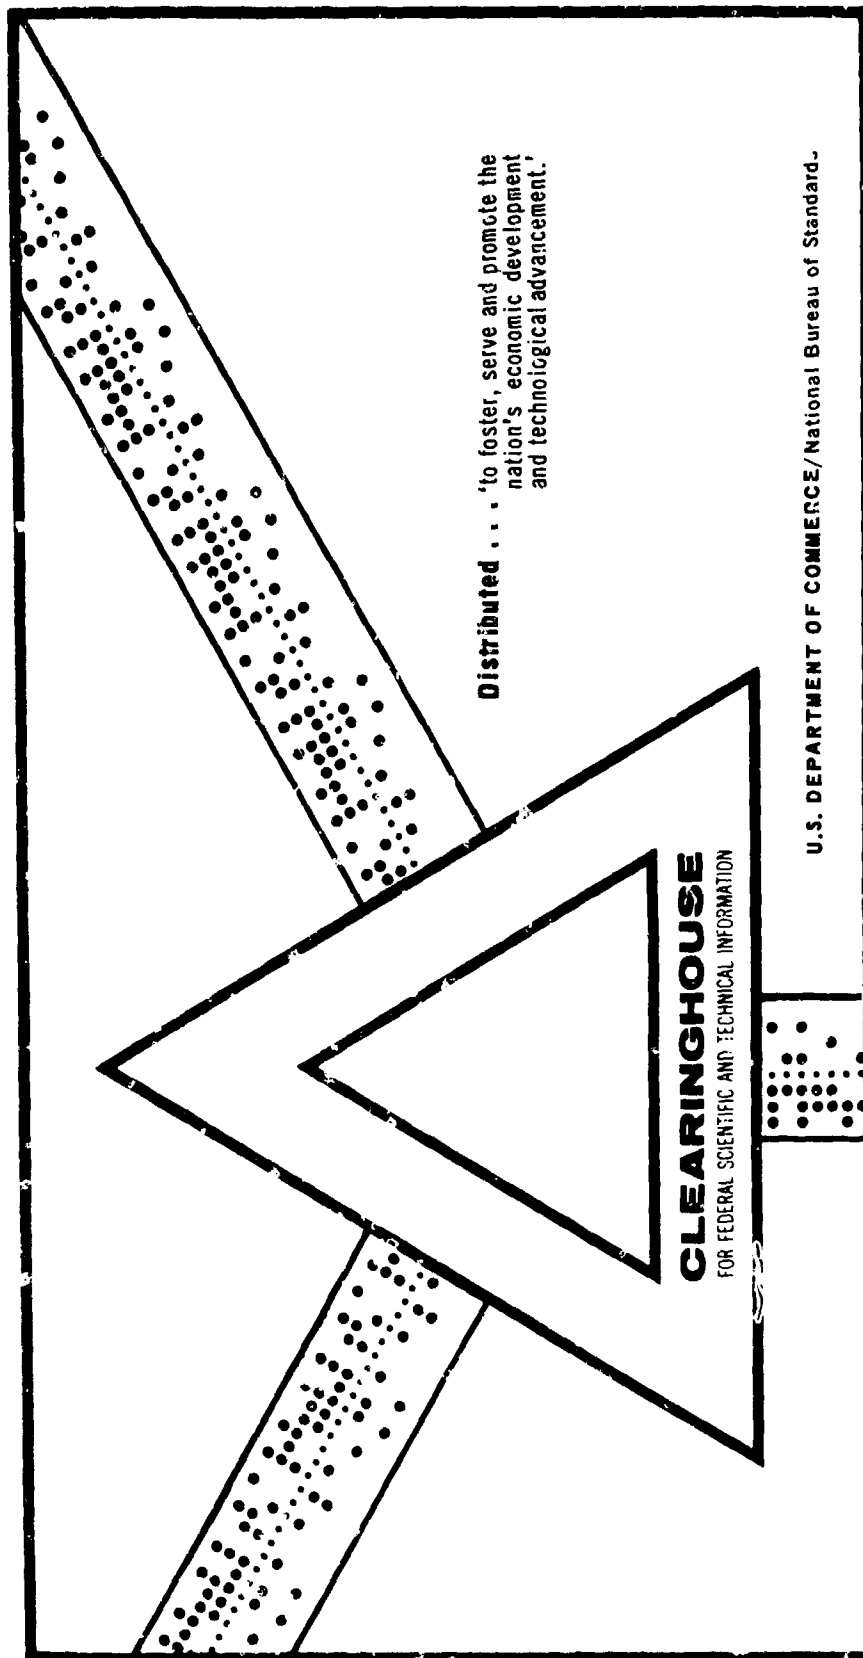 Distributed . . . 'to foster, serve and promote the
nation's economic development
and technological advancement.'
CLEARINGHOUSE
FOR FEDERAL SCIENTIFIC AND TECHNICAL INFORMATION
U.S. DEPARTMENT OF COMMERCE/National Bureau of Standards